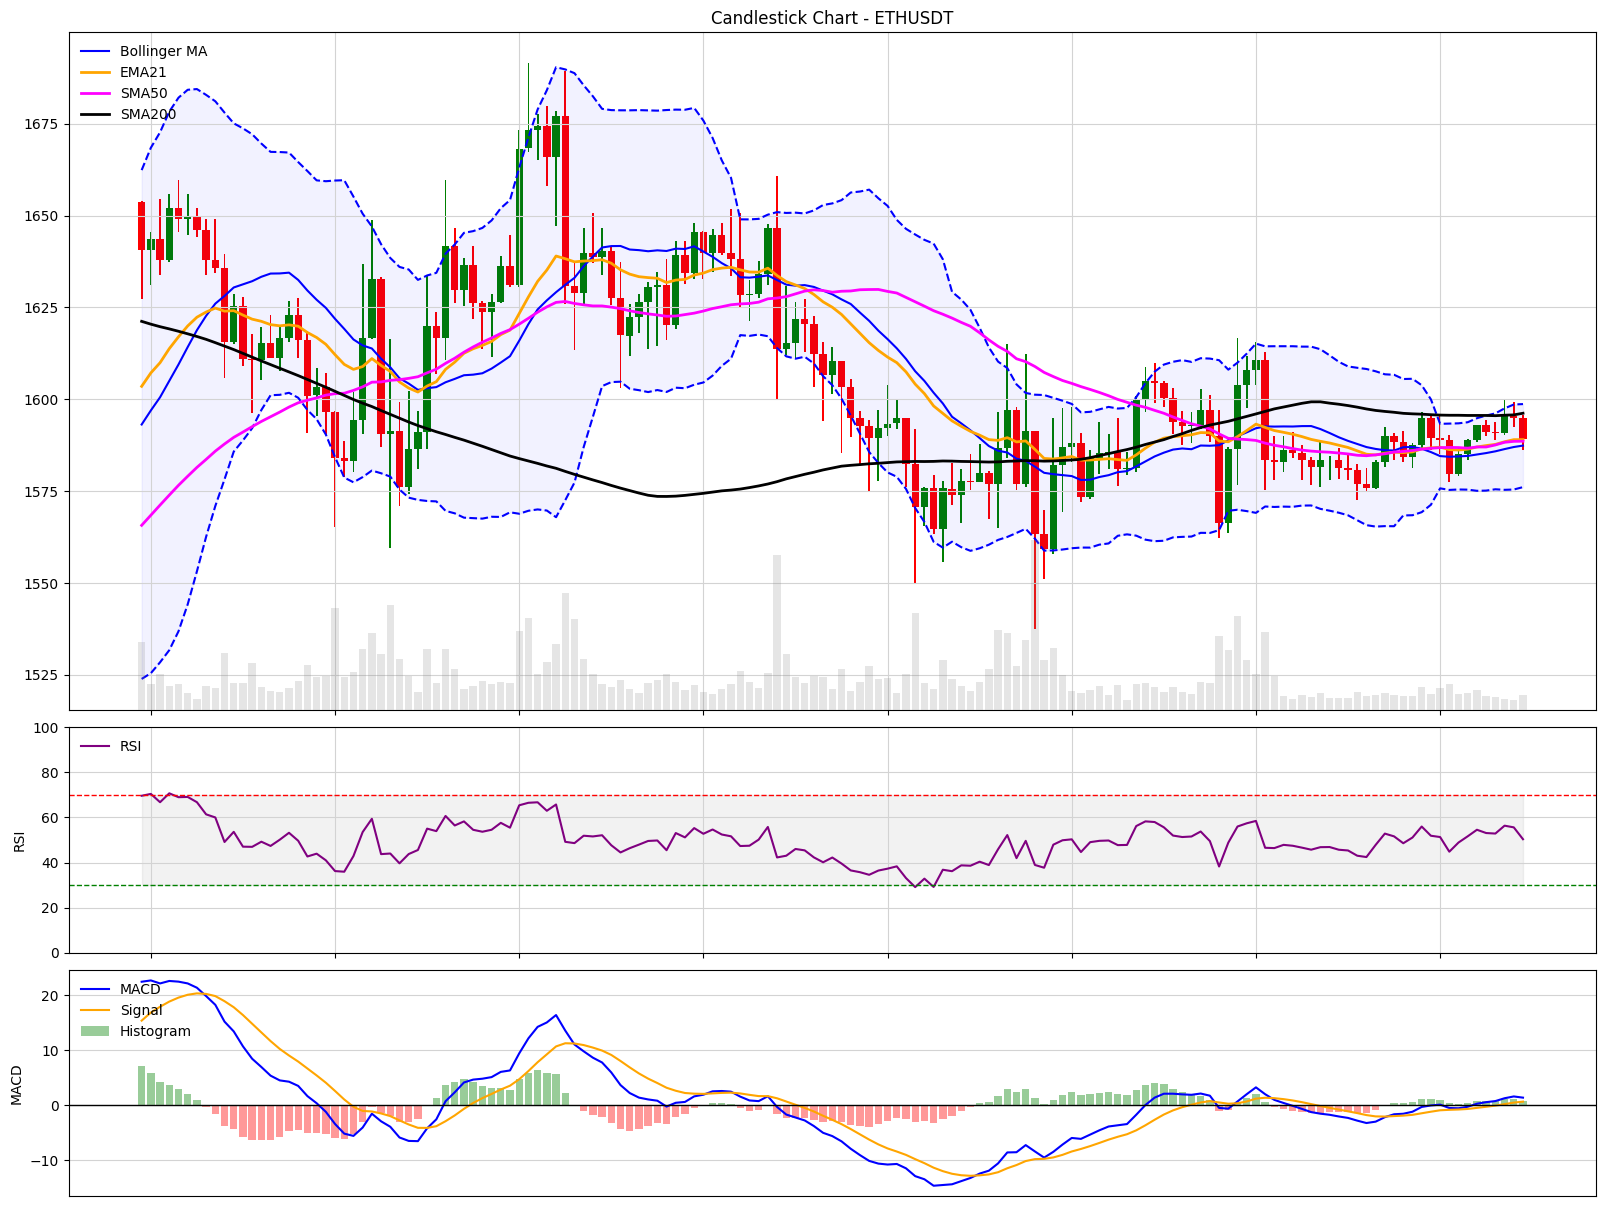 Candlestick Chart - ETHUSDT
Bollinger MA
EMA21
SMA50
SMA200
1675
1650
1625
1600
1575
1550
1525
RSI
100
80
60
40
20
0
RSI
MACD
Signal
Histogram
20
10
0
−10
MACD